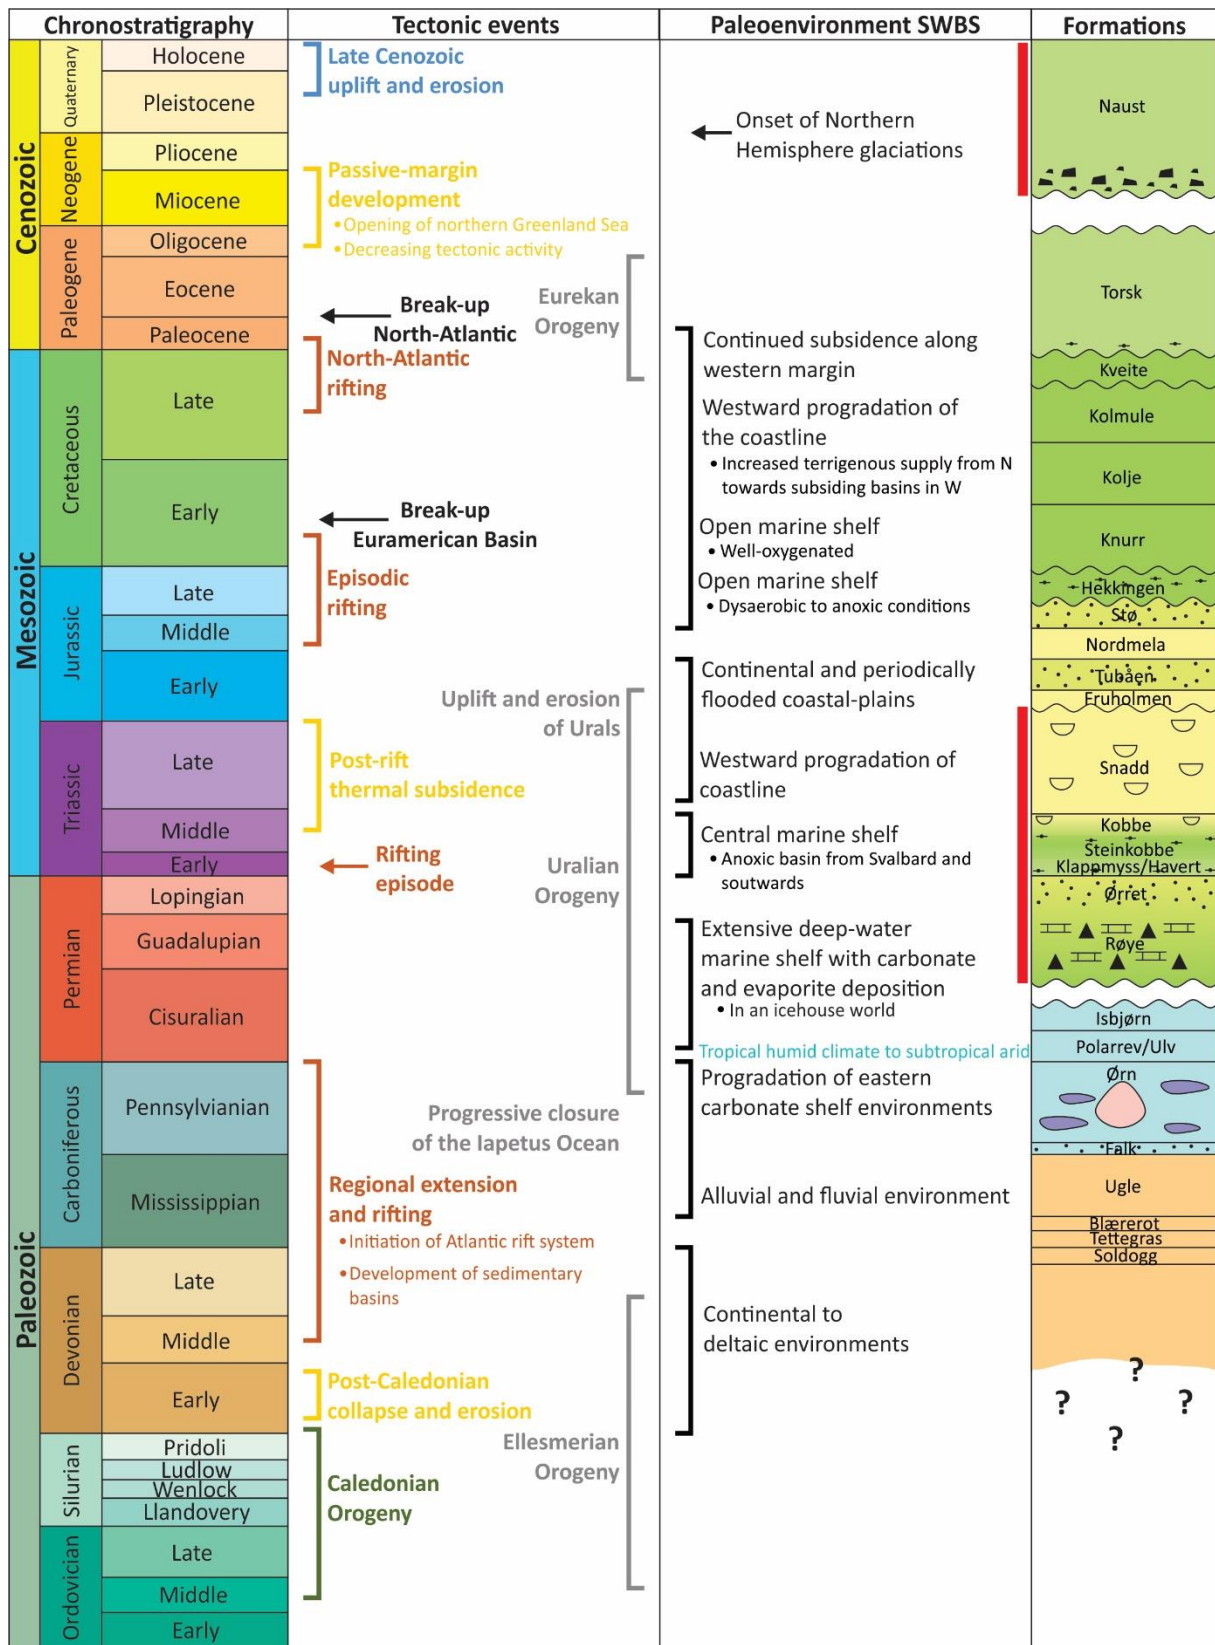 Chronostratigraphy
Tectonic events
Paleoenvironment SWBS
Formations
Cenozoic
Mesozoic
Paleozoic
Quaternary
Neogene
Paleogene
Cretaceous
Jurassic
Triassic
Permian
Carboniferous
Devonian
Silurian
Ordovician
Holocene
Pleistocene
Pliocene
Miocene
Oligocene
Eocene
Paleocene
Late
Early
Late
Middle
Early
Late
Middle
Early
Lopingian
Guadalupian
Cisuralian
Pennsylvianian
Mississippian
Late
Middle
Early
Pridoli
Ludlow
Wenlock
Llandovery
Late
Middle
Early
Late Cenozoic
uplift and erosion
Passive-margin
development
• Opening of northern Greenland Sea
• Decreasing tectonic activity
Eurekan
Orogeny
Break-up
North-Atlantic
North-Atlantic
rifting
Break-up
Euramerican Basin
Episodic
rifting
Uplift and erosion
of Urals
Post-rift
thermal subsidence
Rifting
episode
Uralian
Orogeny
Progressive closure
of the Iapetus Ocean
Regional extension
and rifting
• Initiation of Atlantic rift system
• Development of sedimentary
basins
Post-Caledonian
collapse and erosion
Ellesmerian
Orogeny
Caledonian
Orogeny
Onset of Northern
Hemisphere glaciations
Continued subsidence along
western margin
Westward progradation of
the coastline
• Increased terrigenous supply from N
towards subsiding basins in W
Open marine shelf
• Well-oxygenated
Open marine shelf
• Dysaerobic to anoxic conditions
Continental and periodically
flooded coastal-plains
Westward progradation of
coastline
Central marine shelf
• Anoxic basin from Svalbard and
soutwards
Extensive deep-water
marine shelf with carbonate
and evaporite deposition
• In an icehouse world
Tropical humid climate to subtropical arid
Progradation of eastern
carbonate shelf environments
Alluvial and fluvial environment
Continental to
deltaic environments
Naust
Torsk
Kveite
Kolmule
Kolje
Knurr
Hekkingen
Stø
Nordmela
Tubåen
Fruholmen
Snadd
Kobbe
Steinkobbe
Klappmyss/Havert
Ørret
Røye
Isbjørn
Polarrev/Ulv
Ørn
Falk
Ugle
Blærerot
Tettegras
Soldogg
?
? ?
?